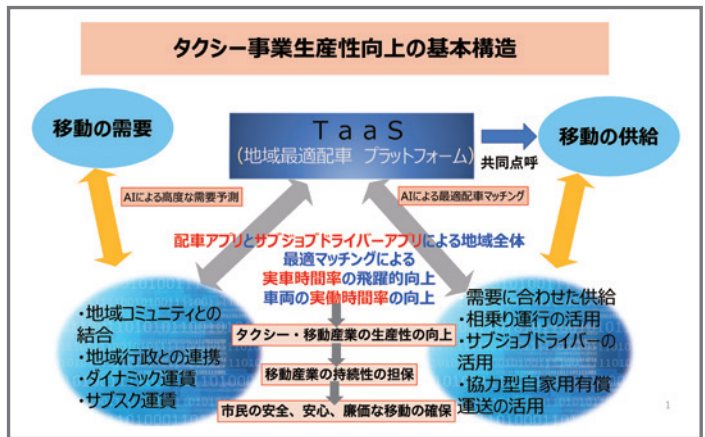 タクシー事業生産性向上の基本構造
移動の需要
TaaS
(地域最適配車 プラットフォーム)
共同点呼
移動の供給
AIによる高度な需要予測
AIによる最適配車マッチング
配車アプリとサブジョブドライバーアプリによる地域全体
最適マッチングによる
実車時間率の飛躍的向上
車両の実働時間率の向上
・地域コミュニティとの
結合
・地域行政との連携
・ダイナミック運賃
・サブスク運賃
タクシー・移動産業の生産性の向上
移動産業の持続性の担保
市民の安全、安心、廉価な移動の確保
需要に合わせた供給
・相乗り運行の活用
・サブジョブドライバーの
活用
・協力型自家用有償
運送の活用
1